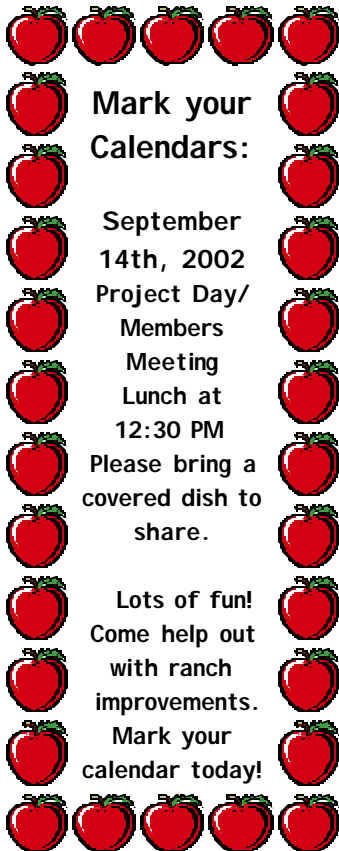 Mark your
Calendars:
September
14th, 2002
Project Day/
Members
Meeting
Lunch at
12:30 PM
Please bring a
covered dish to
share.
Lots of fun!
Come help out
with ranch
improvements.
Mark your
calendar today!